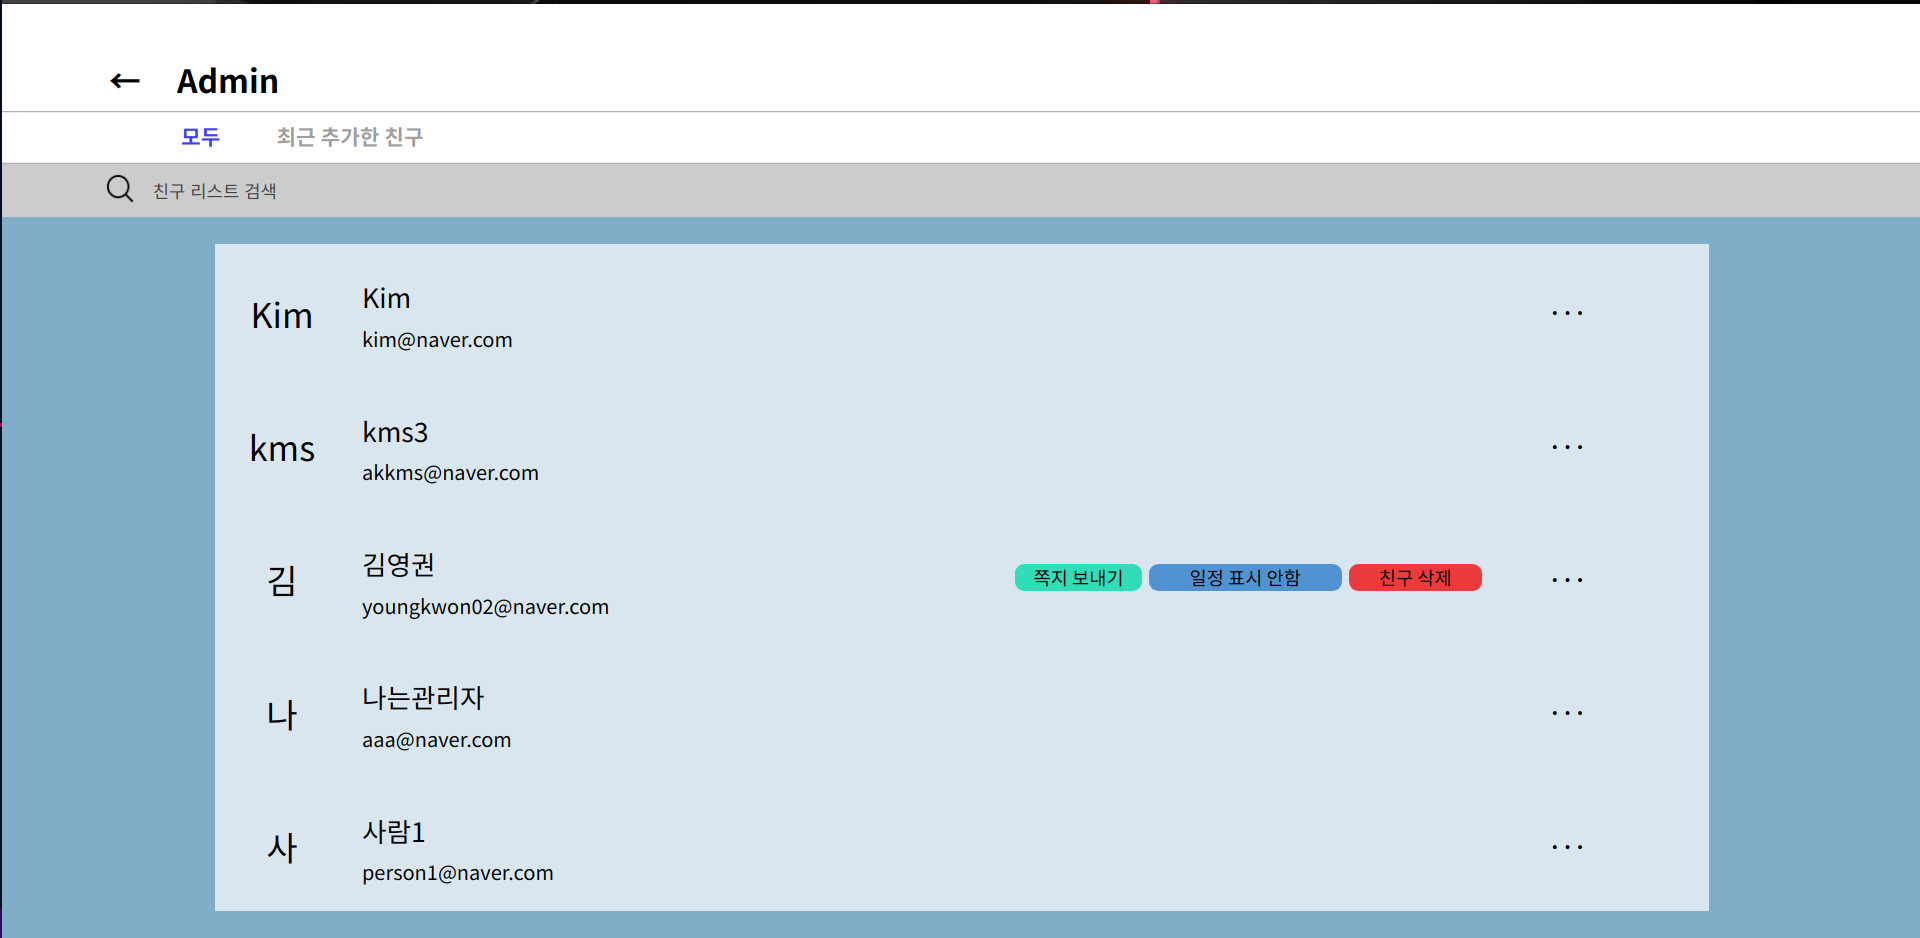 ← Admin
모두 최근 추가한 친구
친구 리스트 검색
Kim
Kim
kim@naver.com
...
kms
kms3
akkms@naver.com
...
김
김영권
youngkwon02@naver.com
쪽지 보내기 일정 표시 안함 친구 삭제 ...
나
나는관리자
aaa@naver.com
...
사
사람1
person1@naver.com
...